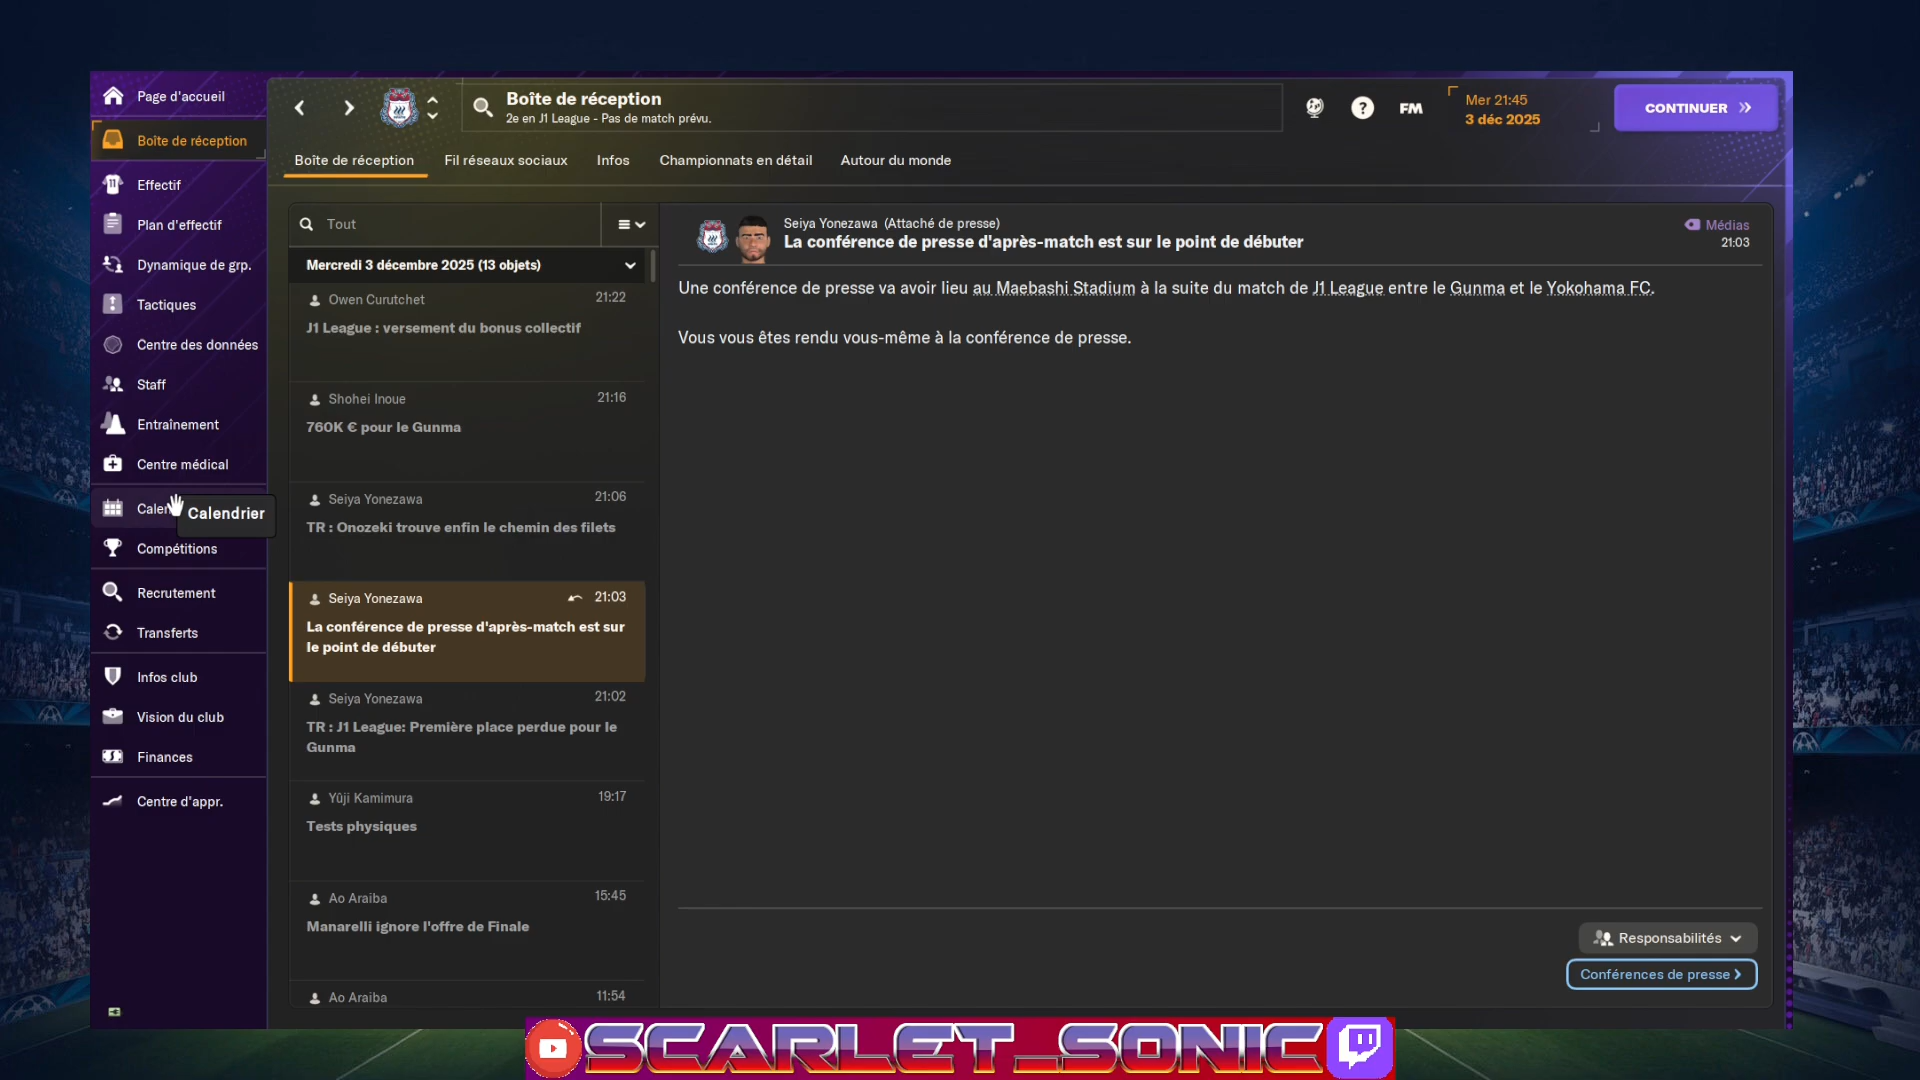 Page d'accueil
Boîte de réception
Effectif
Plan d'effectif
Dynamique de grp.
Tactiques
Centre des données
Staff
Entraînement
Centre médical
Calendrier
Compétitions
Recrutement
Transferts
Infos club
Vision du club
Finances
Centre d'appr.
Boîte de réception
2e en J1 League - Pas de match prévu.
FM
Mer 21:45
3 déc 2025
CONTINUER
Boîte de réception
Fil réseaux sociaux
Infos
Championnats en détail
Autour du monde
Tout
Mercredi 3 décembre 2025 (13 objets)
Owen Curutchet 21:22
J1 League : versement du bonus collectif
Shohei Inoue 21:16
760K € pour le Gunma
Seiya Yonezawa 21:06
TR : Onozeki trouve enfin le chemin des filets
Seiya Yonezawa 21:03
La conférence de presse d'après-match est sur
le point de débuter
Seiya Yonezawa 21:02
TR : J1 League: Première place perdue pour le
Gunma
Yûji Kamimura 19:17
Tests physiques
Ao Araiba 15:45
Manarelli ignore l'offre de Finale
Ao Araiba 11:54
Seiya Yonezawa (Attaché de presse)
La conférence de presse d'après-match est sur le point de débuter
Médias
21:03
Une conférence de presse va avoir lieu au Maebashi Stadium à la suite du match de J1 League entre le Gunma et le Yokohama FC.
Vous vous êtes rendu vous-même à la conférence de presse.
Responsabilités
Conférences de presse
SCARLET_SONIC